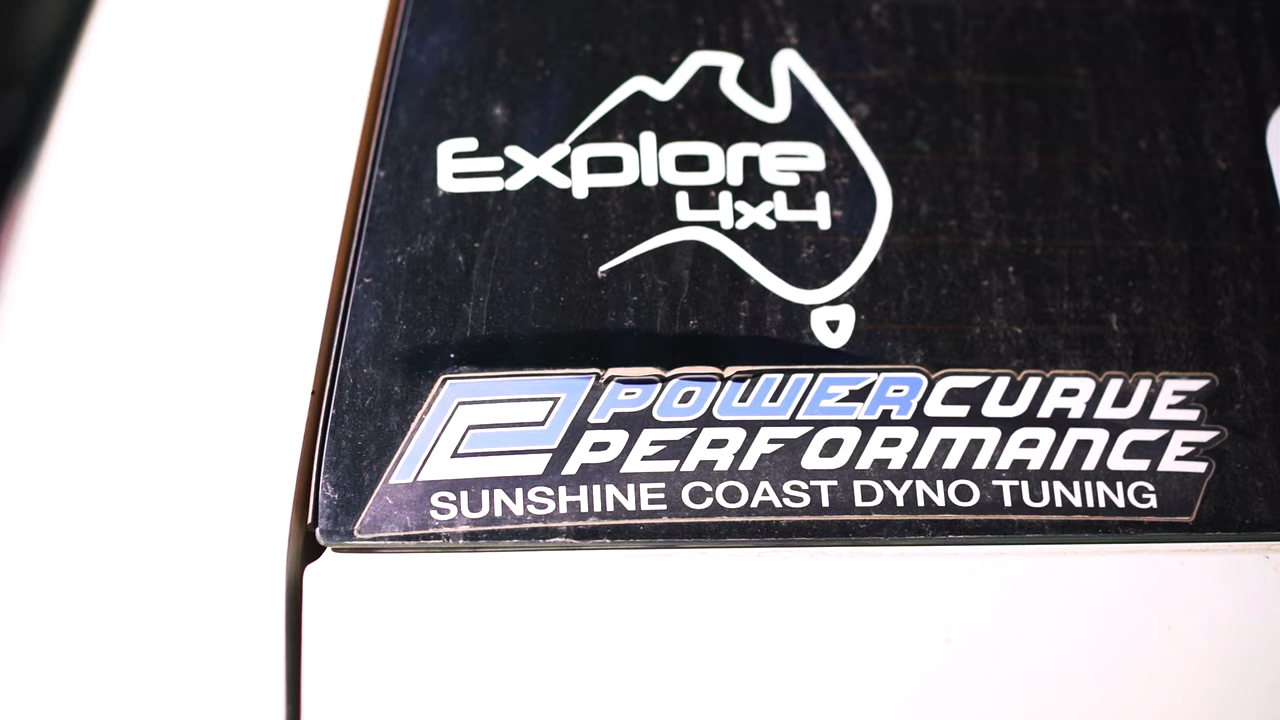 Explore
4x4
POWERCURVE
PERFORMANCE
SUNSHINE COAST DYNO TUNING